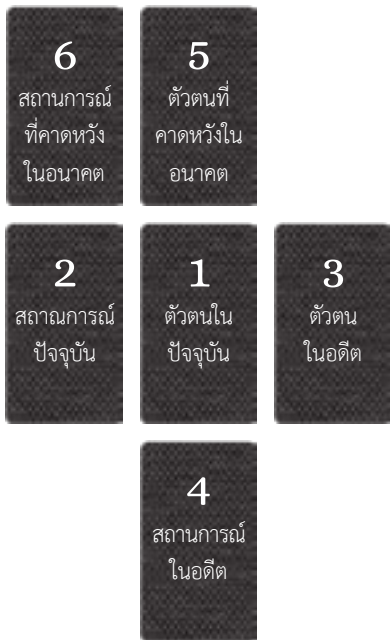 6
สถานการณ์
ที่คาดหวัง
ในอนาคต
5
ตัวตนที่
คาดหวังใน
อนาคต
2
สถาณการณ์
ปัจจุบัน
1
ตัวตนใน
ปัจจุบัน
3
ตัวตน
ในอดีต
4
สถานการณ์
ในอดีต